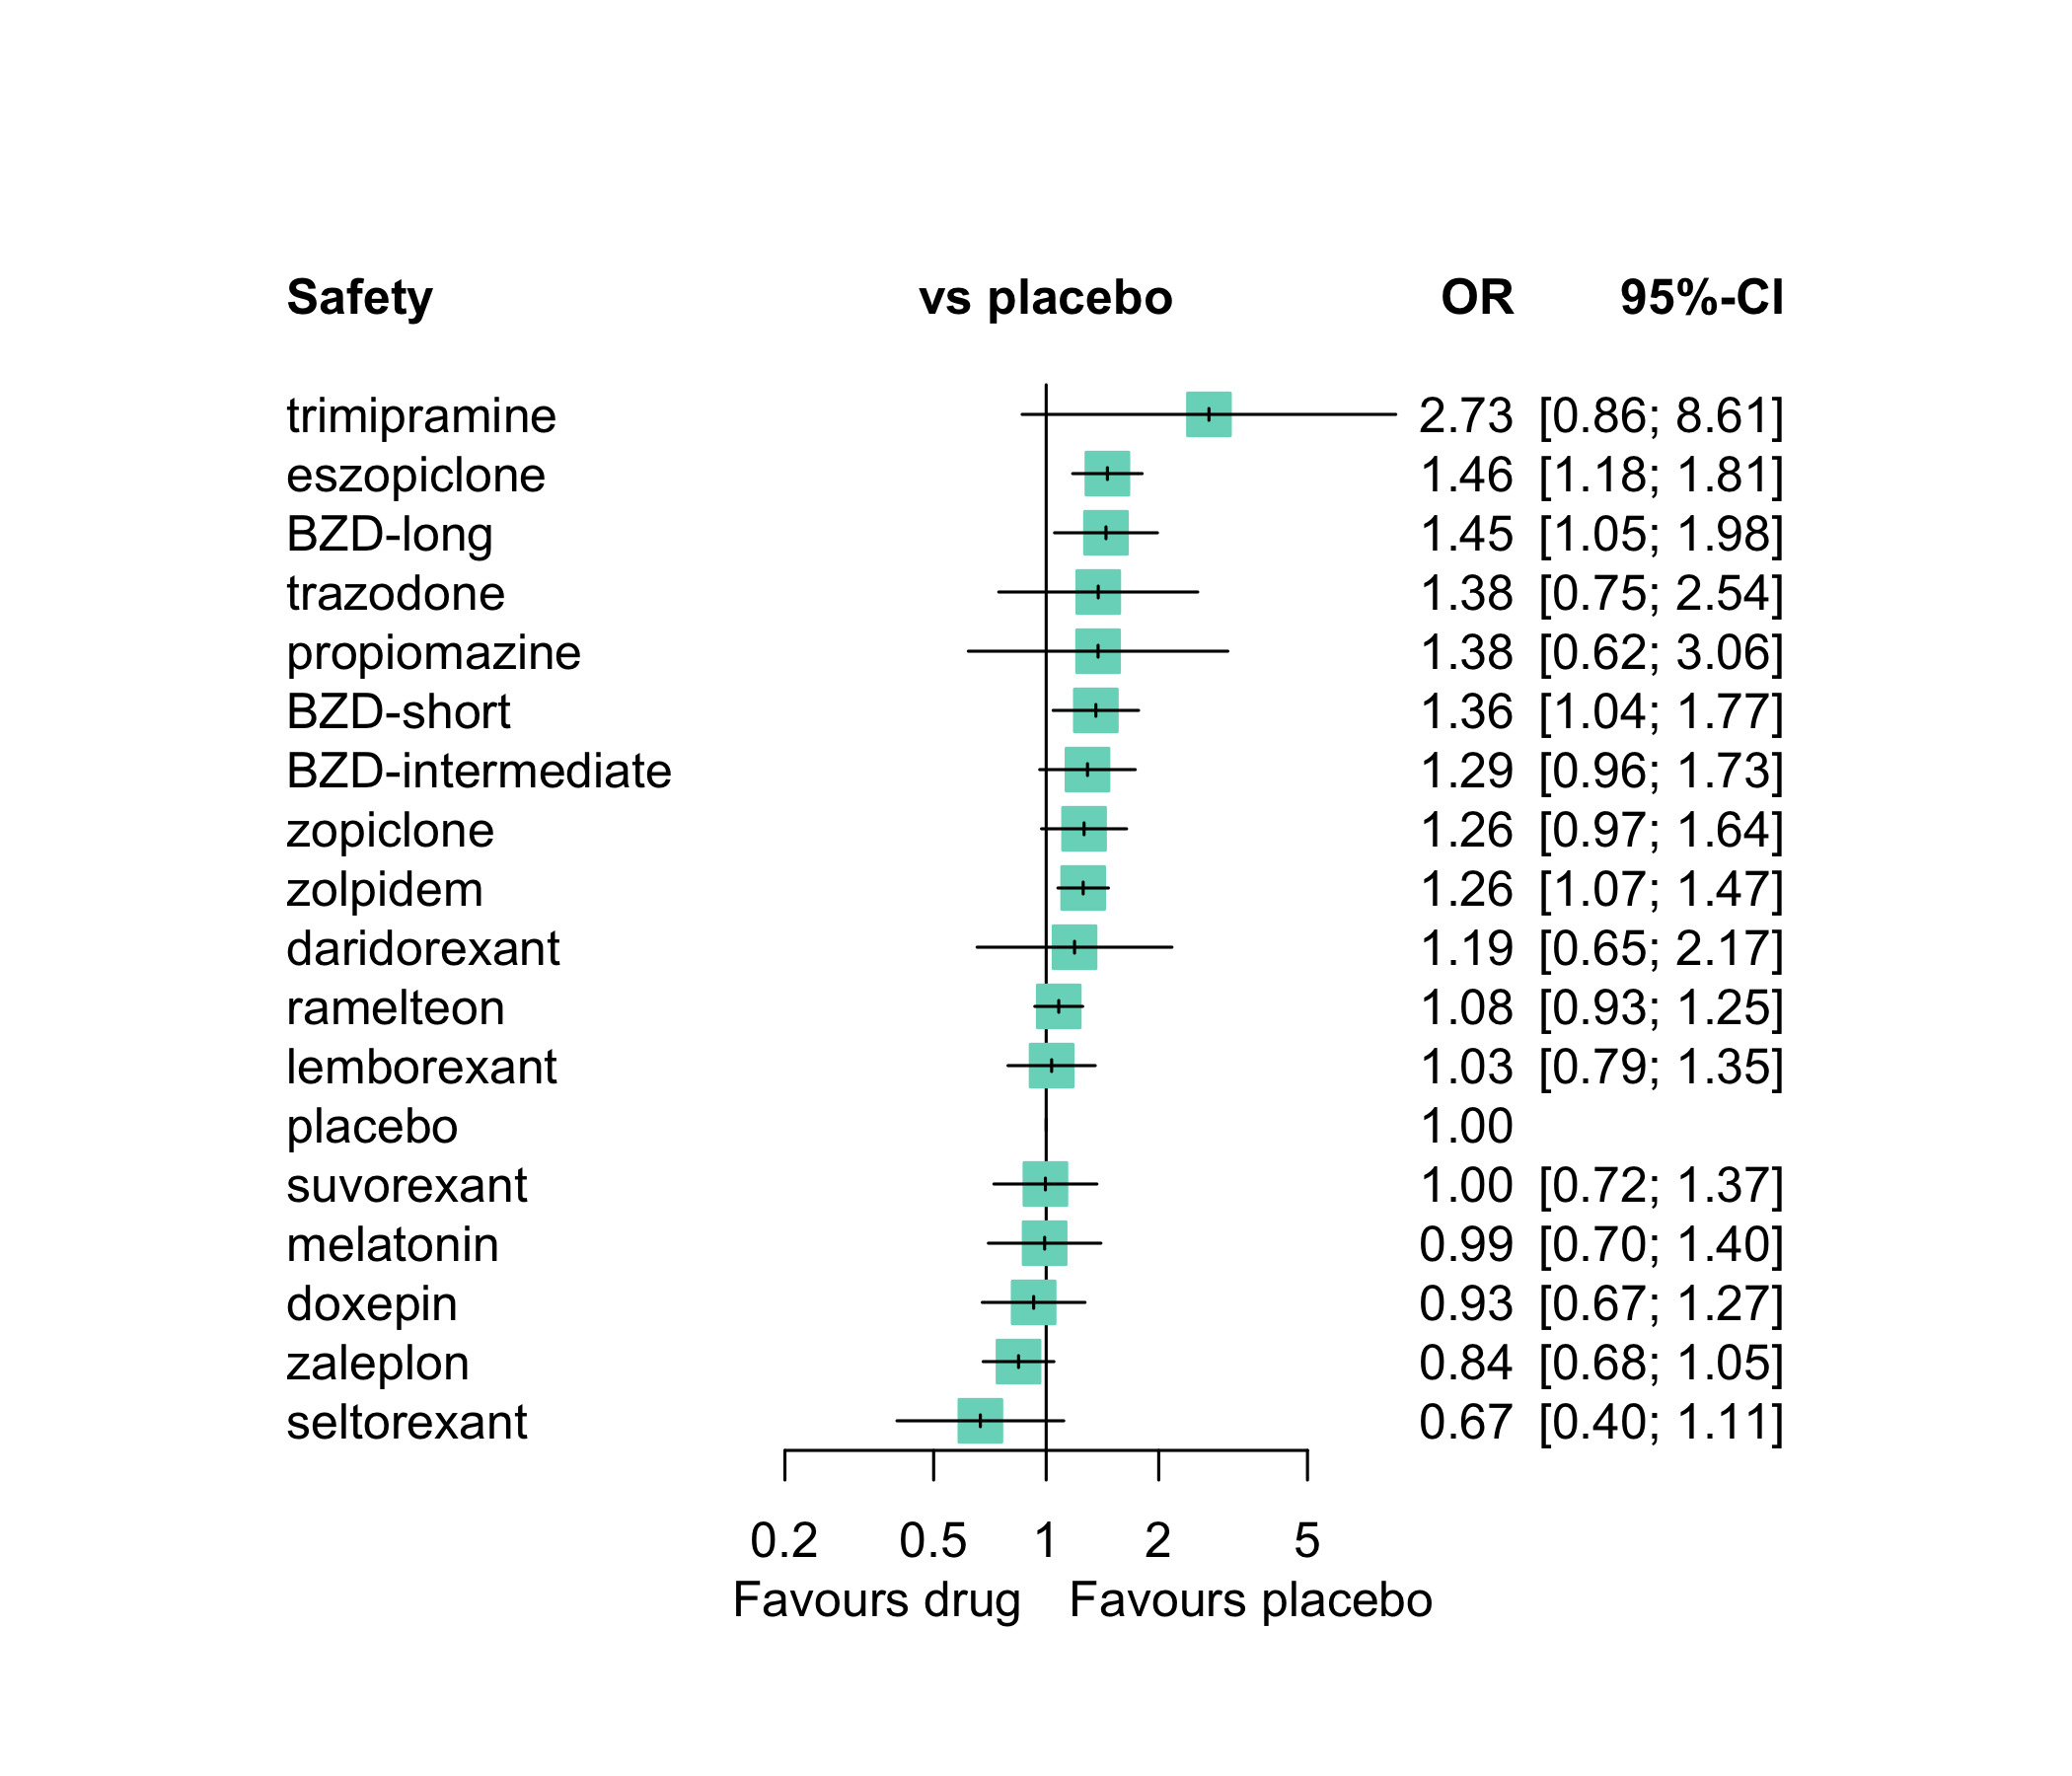 Safety vs placebo OR 95%-CI
trimipramine 2.73 [0.86; 8.61]
eszopiclone 1.46 [1.18; 1.81]
BZD-long 1.45 [1.05; 1.98]
trazodone 1.38 [0.75; 2.54]
propiomazine 1.38 [0.62; 3.06]
BZD-short 1.36 [1.04; 1.77]
BZD-intermediate 1.29 [0.96; 1.73]
zopiclone 1.26 [0.97; 1.64]
zolpidem 1.26 [1.07; 1.47]
daridorexant 1.19 [0.65; 2.17]
ramelteon 1.08 [0.93; 1.25]
lemborexant 1.03 [0.79; 1.35]
placebo 1.00
suvorexant 1.00 [0.72; 1.37]
melatonin 0.99 [0.70; 1.40]
doxepin 0.93 [0.67; 1.27]
zaleplon 0.84 [0.68; 1.05]
seltorexant 0.67 [0.40; 1.11]
0.2 0.5 1 2 5
Favours drug Favours placebo